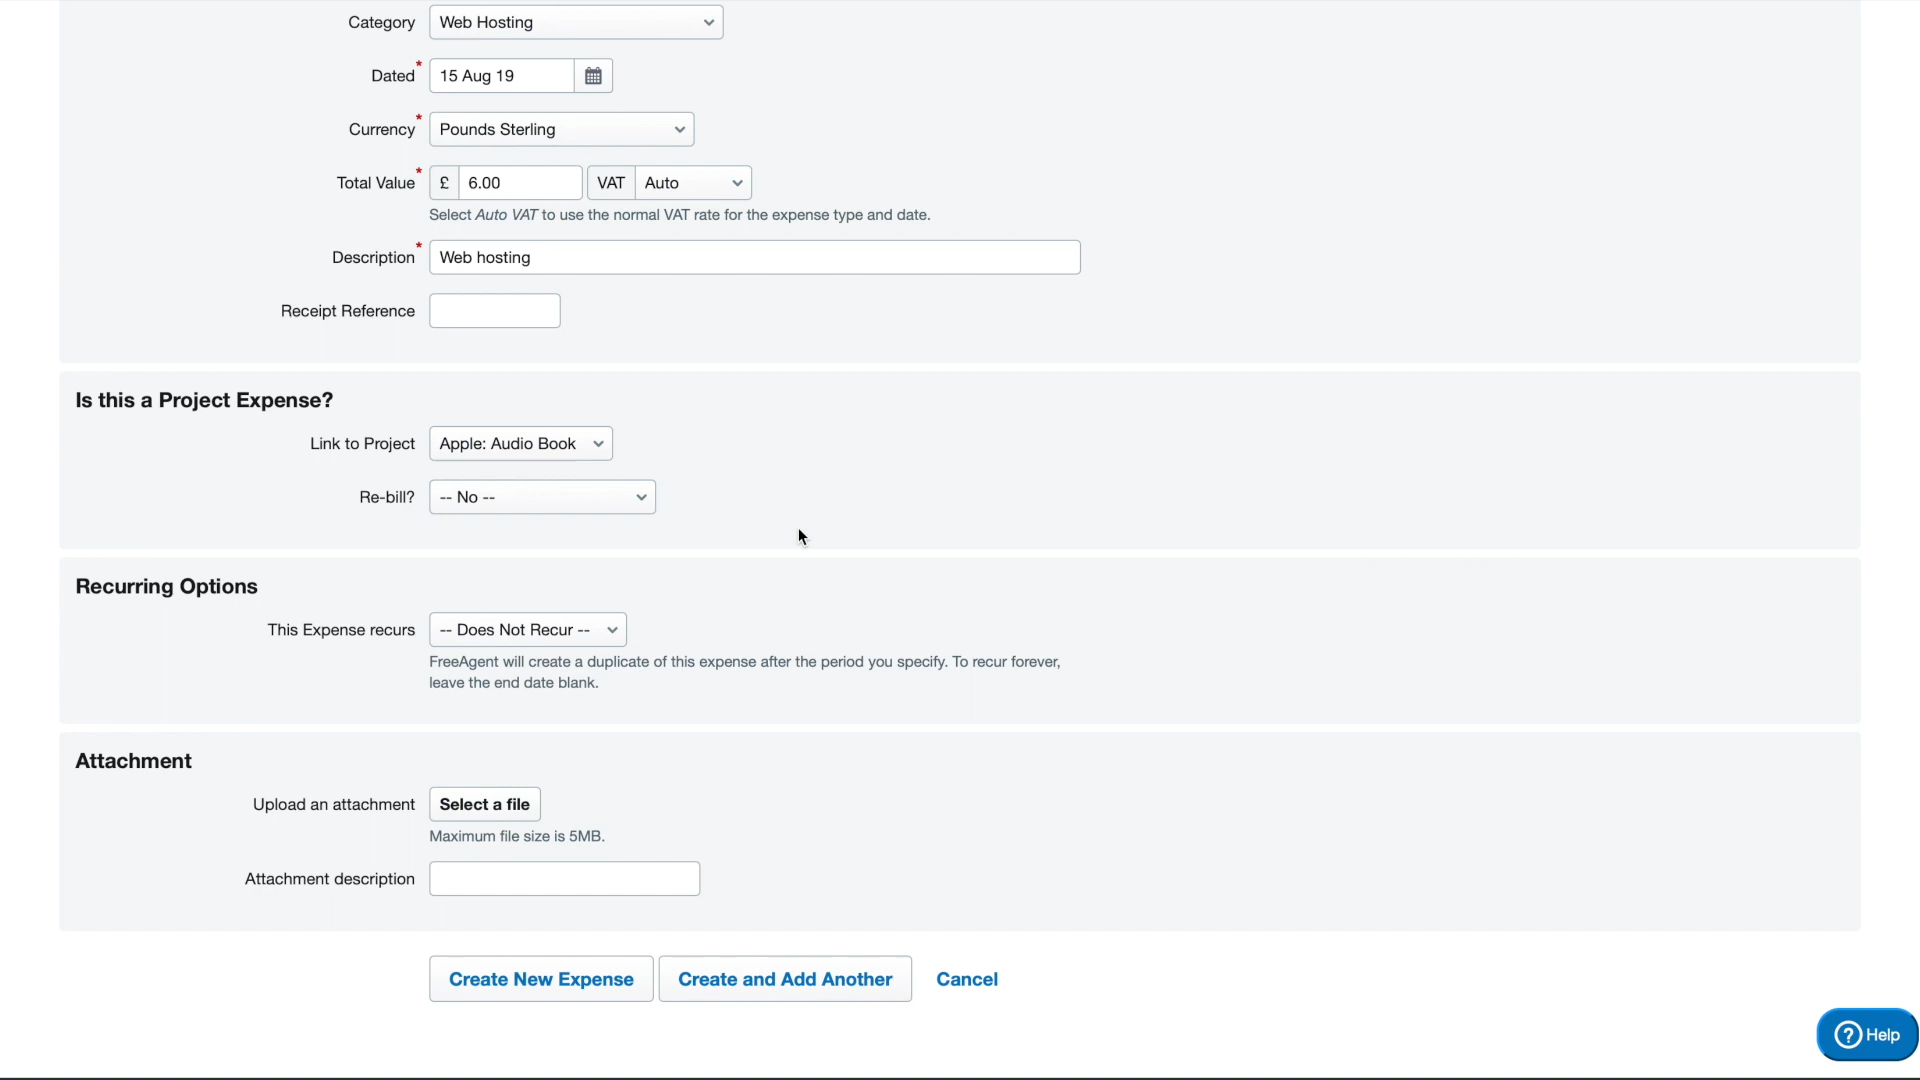 Category Web Hosting
Dated * 15 Aug 19
Currency * Pounds Sterling
Total Value * £ 6.00 VAT Auto
Select Auto VAT to use the normal VAT rate for the expense type and date.
Description * Web hosting
Receipt Reference
Is this a Project Expense?
Link to Project Apple: Audio Book
Re-bill? -- No --
Recurring Options
This Expense recurs -- Does Not Recur --
FreeAgent will create a duplicate of this expense after the period you specify. To recur forever,
leave the end date blank.
Attachment
Upload an attachment Select a file
Maximum file size is 5MB.
Attachment description
Create New Expense Create and Add Another Cancel
? Help